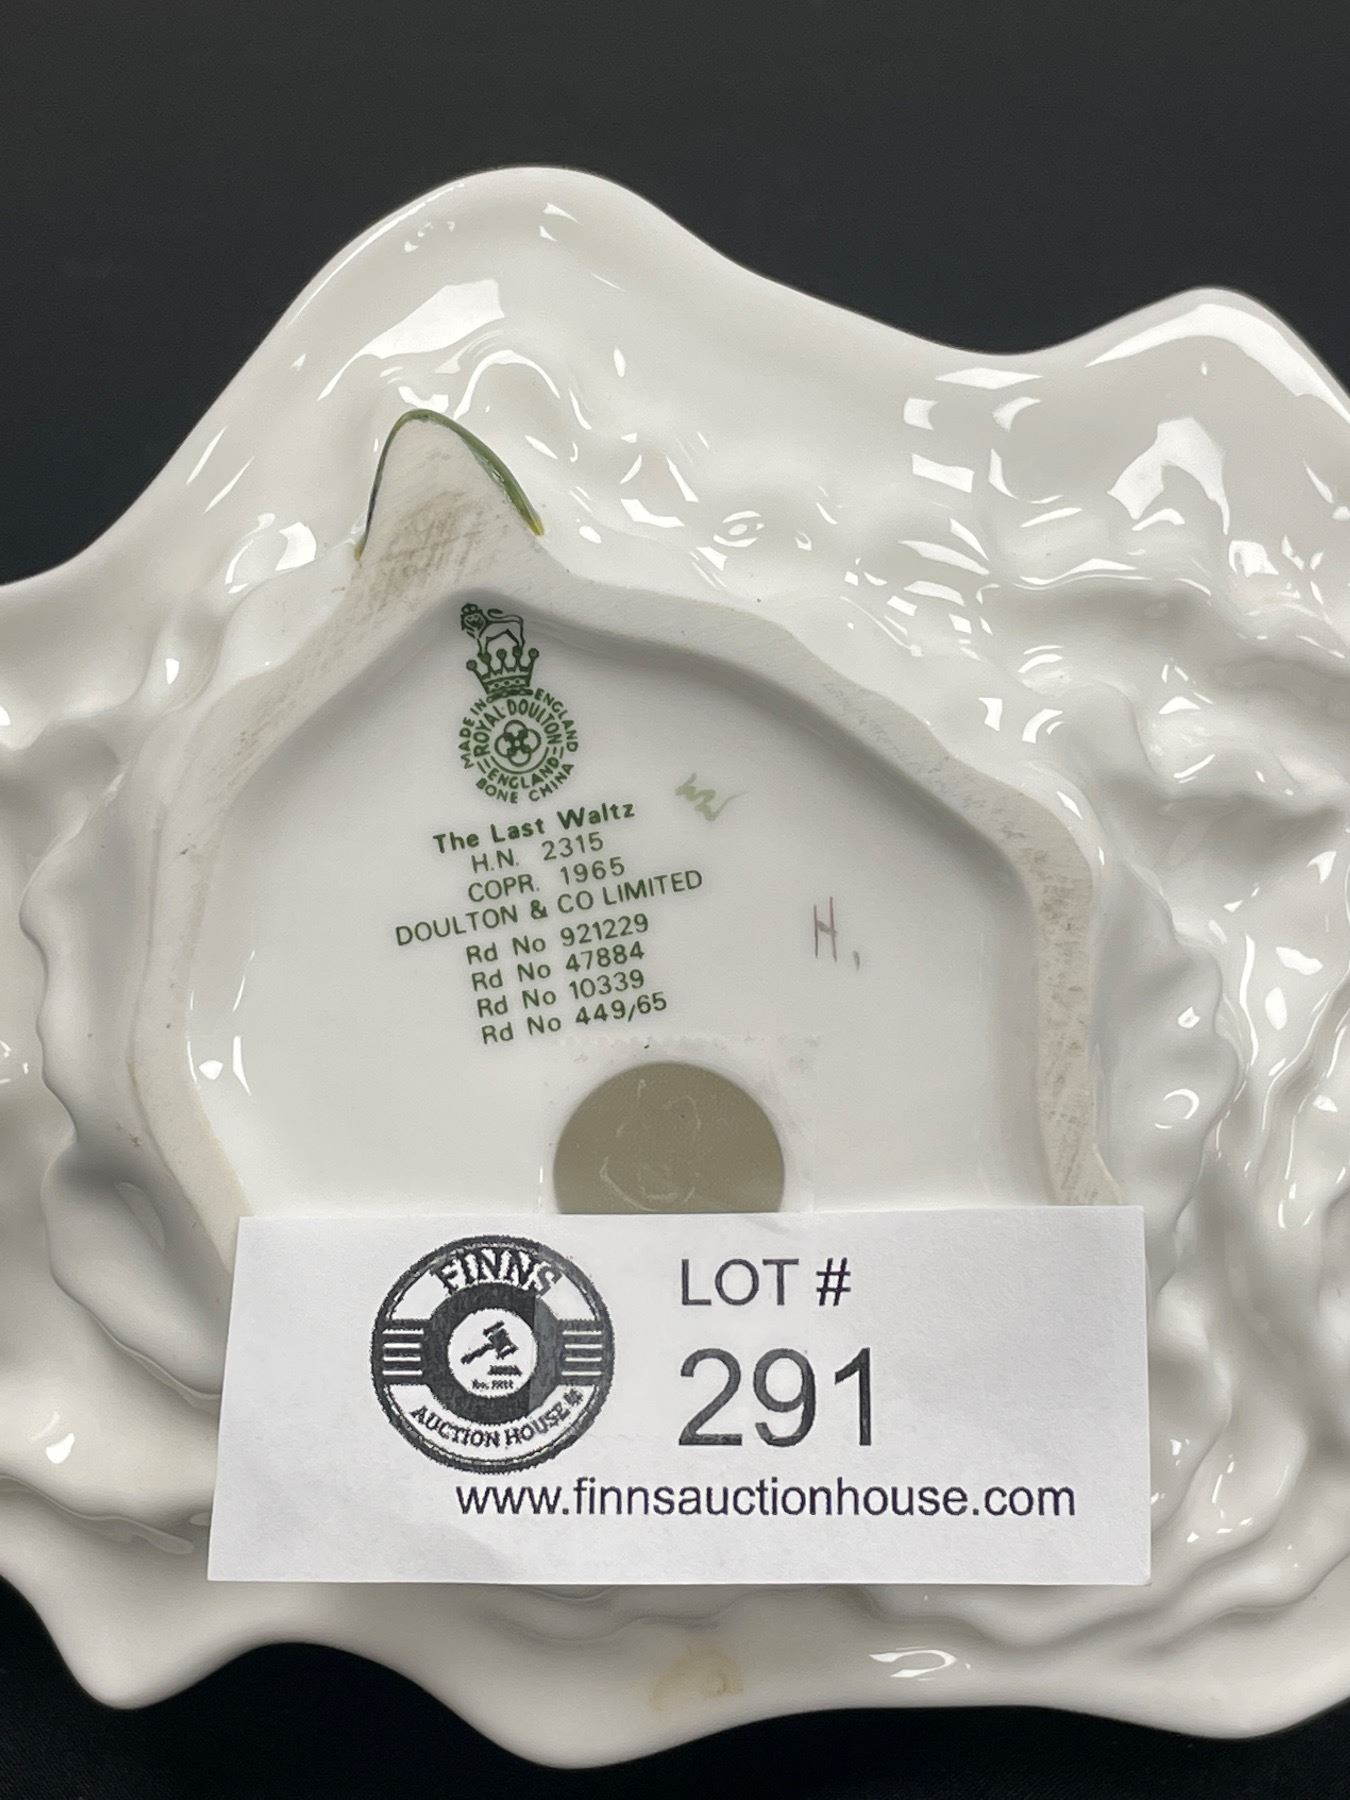 MADE IN ENGLAND
ROYAL DOULTON
ENGLAND
BONE CHINA
The Last Waltz
H.N. 2315
COPR. 1965
DOULTON & CO LIMITED
Rd No 921229
Rd No 47884
Rd No 10339
Rd No 449/65
H.
FINNS
AUCTION HOUSE
LOT #
291
www.finnsauctionhouse.com